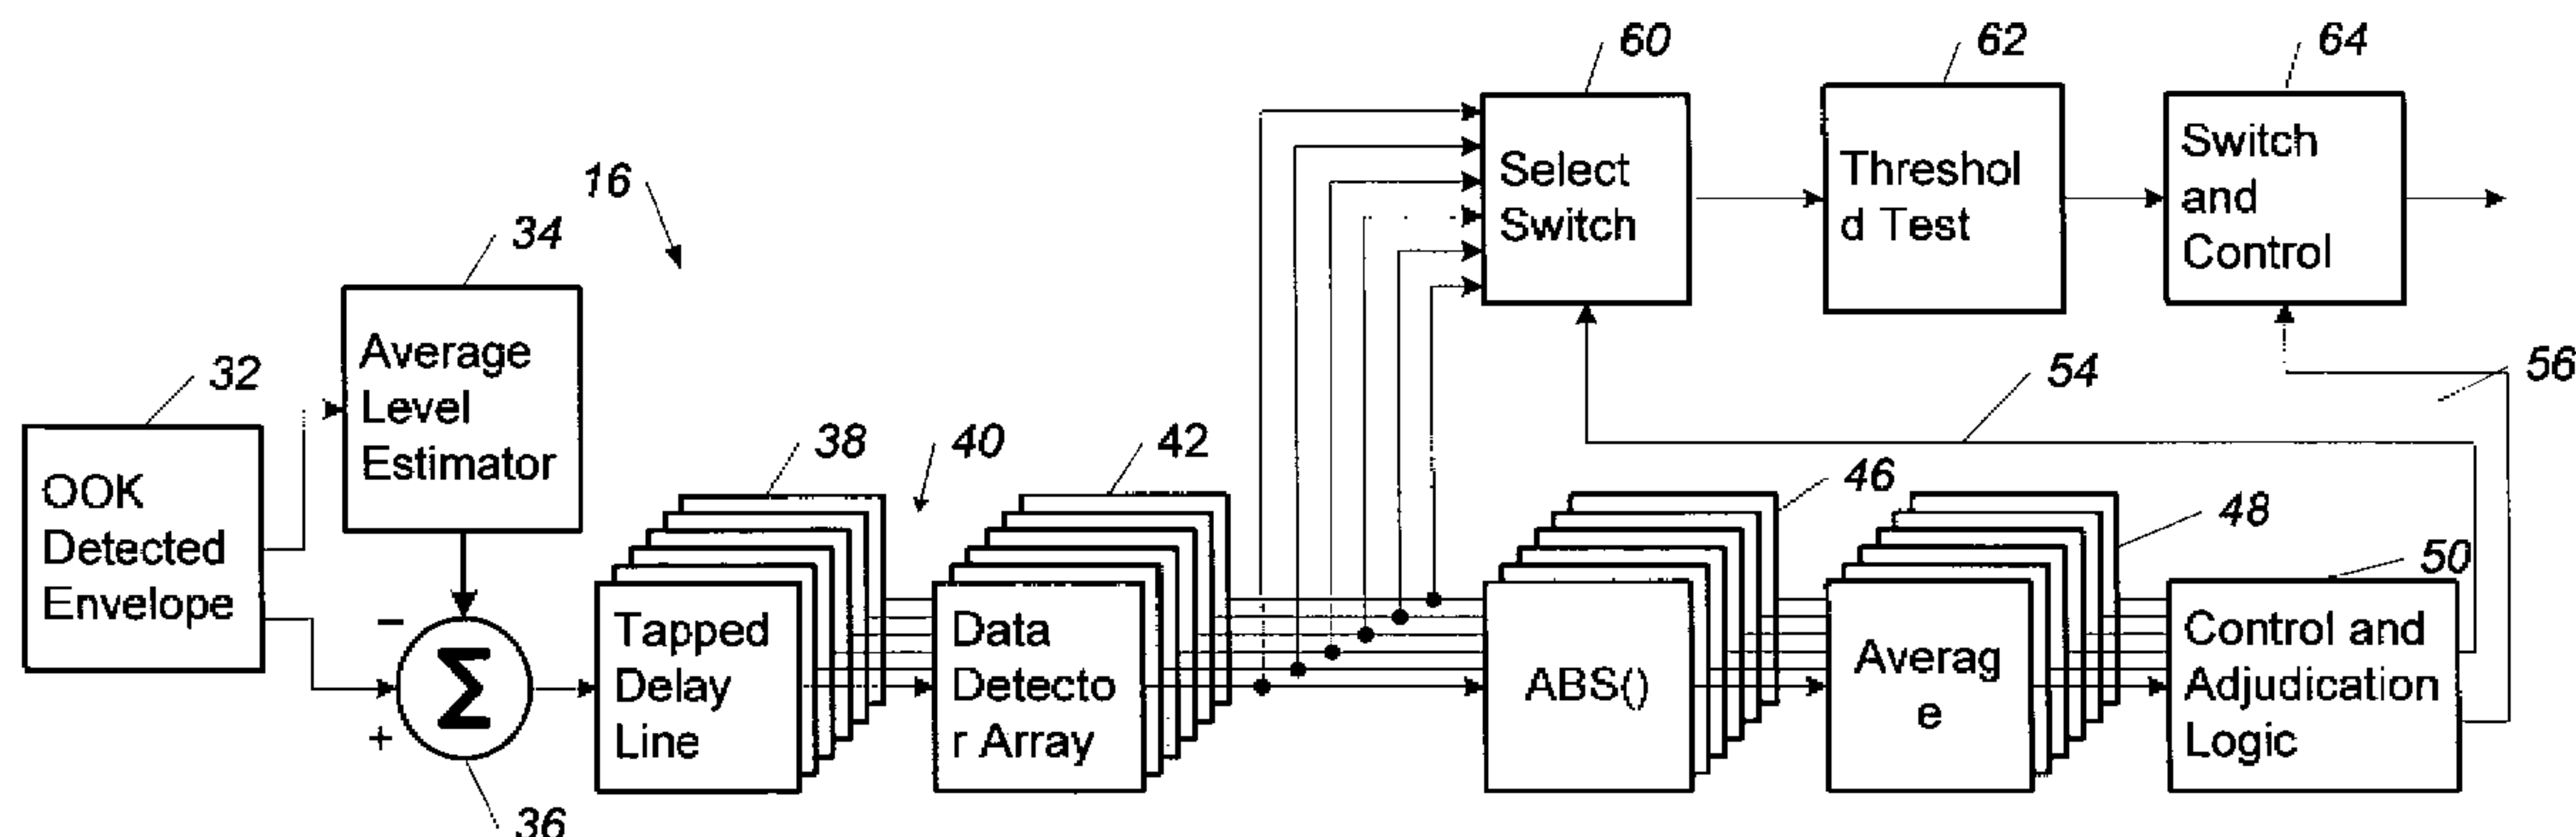 60
62
64
16
Select
Switch
Threshol
d Test
Switch
and
Control
34
Average
Level
Estimator
32
OOK
Detected
Envelope
54
56
38
40
42
46
48
50
−
+
Σ
36
Tapped
Delay
Line
Data
Detecto
r Array
ABS()
Averag
e
Control and
Adjudication
Logic